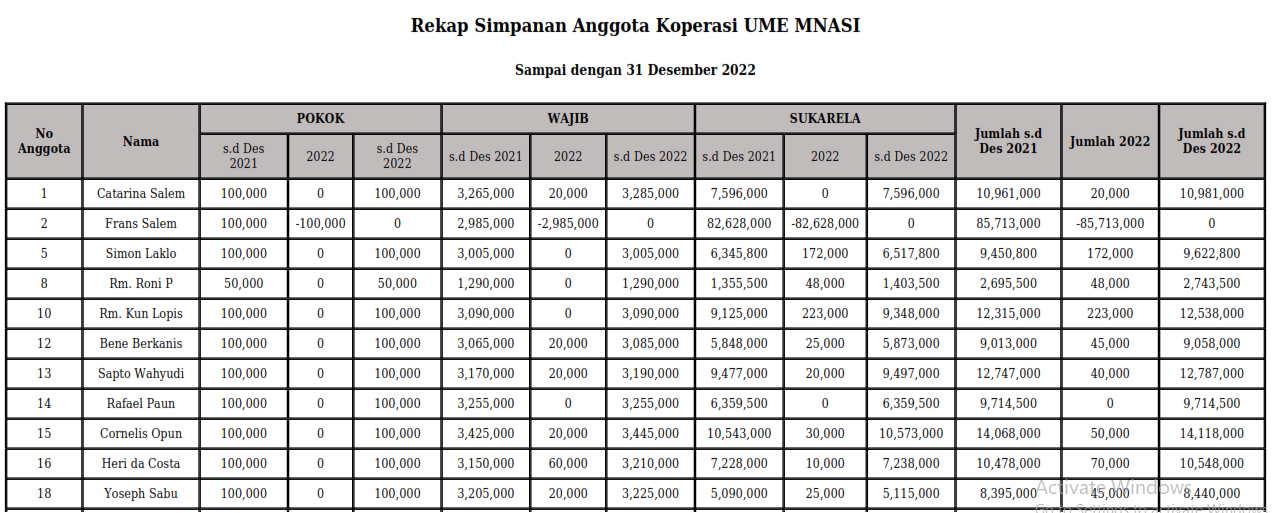 Rekap Simpanan Anggota Koperasi UME MNASI
Sampai dengan 31 Desember 2022
No Anggota Nama POKOK WAJIB SUKARELA Jumlah s.d Des 2021 Jumlah 2022 Jumlah s.d Des 2022
s.d Des 2021 2022 s.d Des 2022 s.d Des 2021 2022 s.d Des 2022 s.d Des 2021 2022 s.d Des 2022
1 Catarina Salem 100,000 0 100,000 3,265,000 20,000 3,285,000 7,596,000 0 7,596,000 10,961,000 20,000 10,981,000
2 Frans Salem 100,000 -100,000 0 2,985,000 -2,985,000 0 82,628,000 -82,628,000 0 85,713,000 -85,713,000 0
5 Simon Laklo 100,000 0 100,000 3,005,000 0 3,005,000 6,345,800 172,000 6,517,800 9,450,800 172,000 9,622,800
8 Rm. Roni P 50,000 0 50,000 1,290,000 0 1,290,000 1,355,500 48,000 1,403,500 2,695,500 48,000 2,743,500
10 Rm. Kun Lopis 100,000 0 100,000 3,090,000 0 3,090,000 9,125,000 223,000 9,348,000 12,315,000 223,000 12,538,000
12 Bene Berkanis 100,000 0 100,000 3,065,000 20,000 3,085,000 5,848,000 25,000 5,873,000 9,013,000 45,000 9,058,000
13 Sapto Wahyudi 100,000 0 100,000 3,170,000 20,000 3,190,000 9,477,000 20,000 9,497,000 12,747,000 40,000 12,787,000
14 Rafael Paun 100,000 0 100,000 3,255,000 0 3,255,000 6,359,500 0 6,359,500 9,714,500 0 9,714,500
15 Cornelis Opun 100,000 0 100,000 3,425,000 20,000 3,445,000 10,543,000 30,000 10,573,000 14,068,000 50,000 14,118,000
16 Heri da Costa 100,000 0 100,000 3,150,000 60,000 3,210,000 7,228,000 10,000 7,238,000 10,478,000 70,000 10,548,000
18 Yoseph Sabu 100,000 0 100,000 3,205,000 20,000 3,225,000 5,090,000 25,000 5,115,000 8,395,000 45,000 8,440,000
Activate Windows